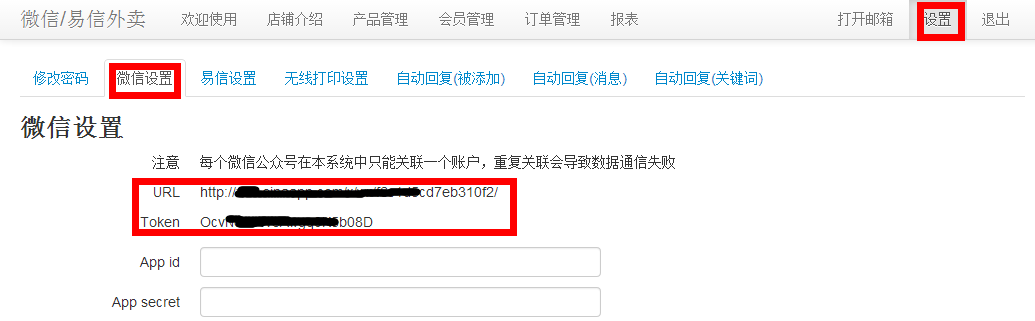 微信/易信外卖 欢迎使用 店铺介绍 产品管理 会员管理 订单管理 报表 打开邮箱 设置 退出
修改密码 微信设置 易信设置 无线打印设置 自动回复(被添加) 自动回复(消息) 自动回复(关键词)
微信设置
注意 每个微信公众号在本系统中只能关联一个账户，重复关联会导致数据通信失败
URL http://
Token
App id
App secret